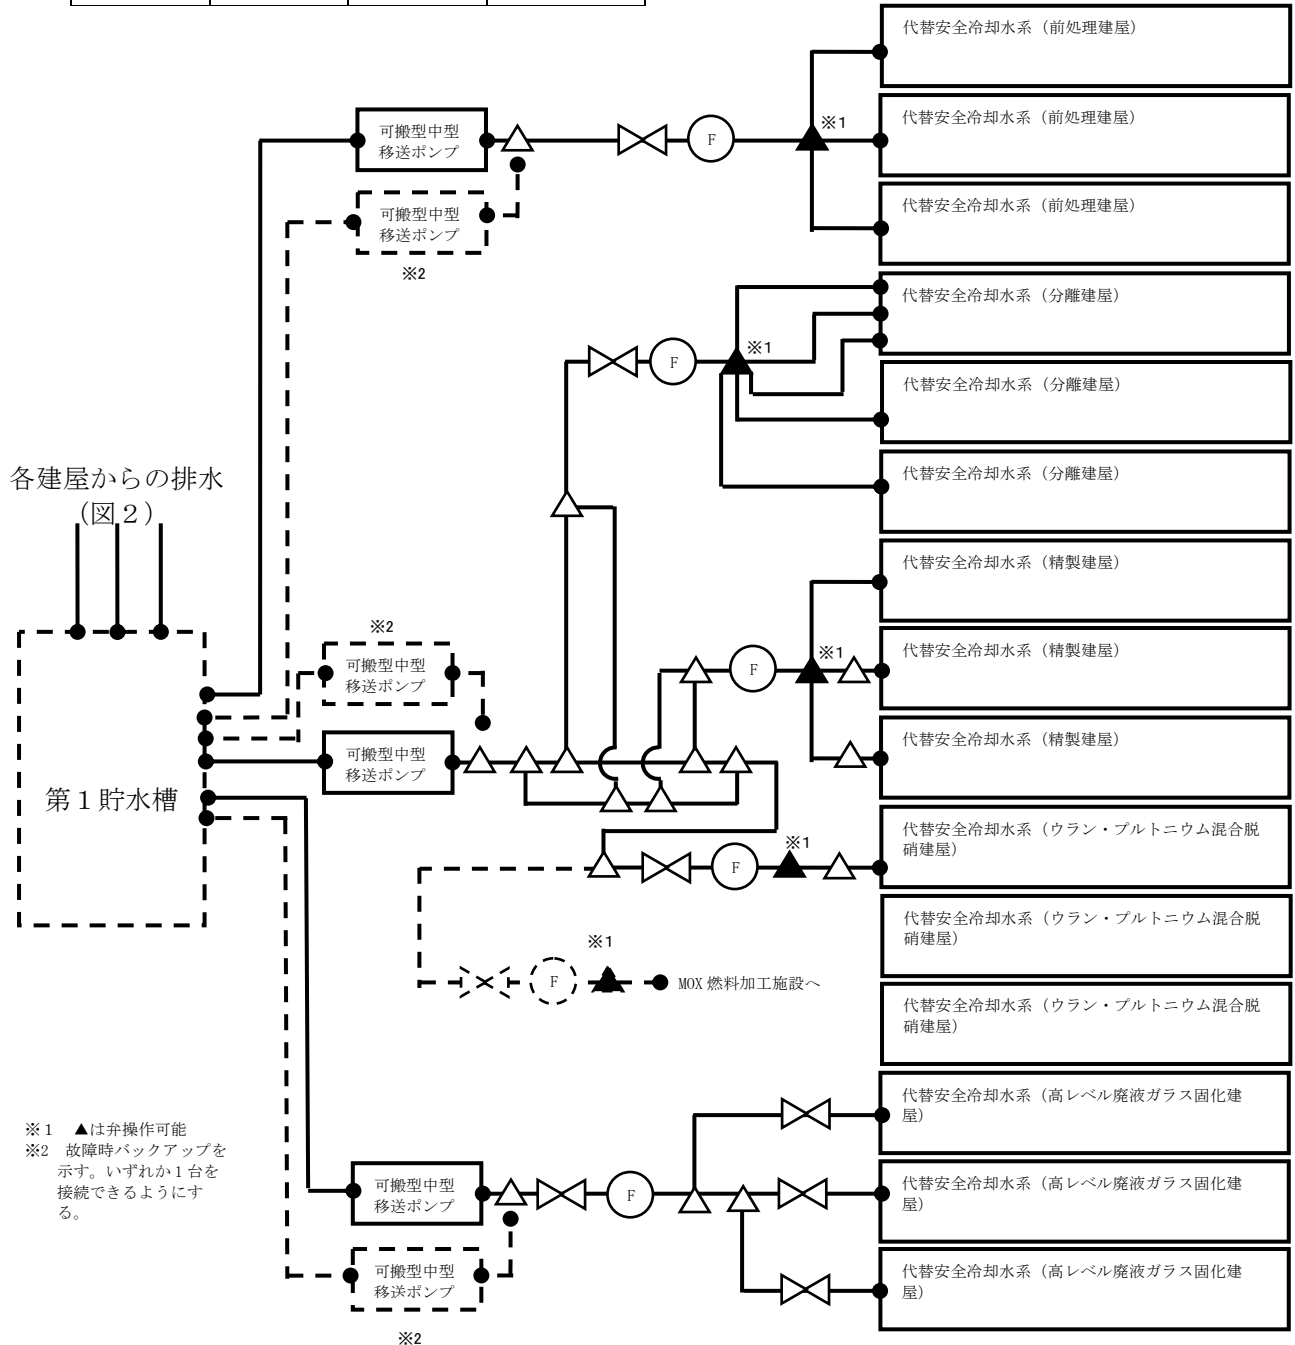 代替安全冷却水系（前処理建屋）
可搬型中型
移送ポンプ
F
※1
代替安全冷却水系（前処理建屋）
可搬型中型
移送ポンプ
※2
代替安全冷却水系（前処理建屋）
代替安全冷却水系（分離建屋）
F
※1
代替安全冷却水系（分離建屋）
代替安全冷却水系（分離建屋）
各建屋からの排水
（図２）
代替安全冷却水系（精製建屋）
※2
可搬型中型
移送ポンプ
F
※1
代替安全冷却水系（精製建屋）
可搬型中型
移送ポンプ
代替安全冷却水系（精製建屋）
第１貯水槽
F
※1
代替安全冷却水系（ウラン・プルトニウム混合脱
硝建屋）
代替安全冷却水系（ウラン・プルトニウム混合脱
硝建屋）
F
※1
MOX 燃料加工施設へ
代替安全冷却水系（ウラン・プルトニウム混合脱
硝建屋）
代替安全冷却水系（高レベル廃液ガラス固化建
屋）
※１　▲は弁操作可能
※2　故障時バックアップを
示す。いずれか１台を
接続できるようにす
る。
可搬型中型
移送ポンプ
F
代替安全冷却水系（高レベル廃液ガラス固化建
屋）
可搬型中型
移送ポンプ
※2
代替安全冷却水系（高レベル廃液ガラス固化建
屋）